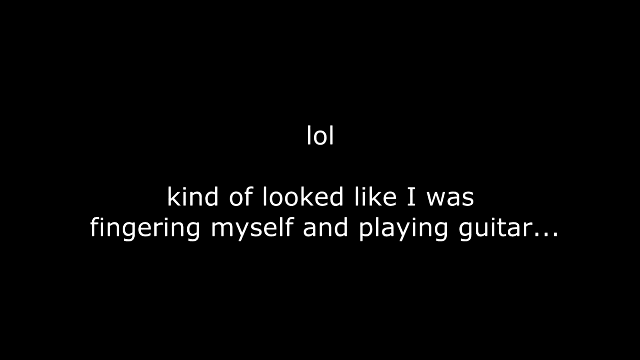 lol
kind of looked like I was
fingering myself and playing guitar...